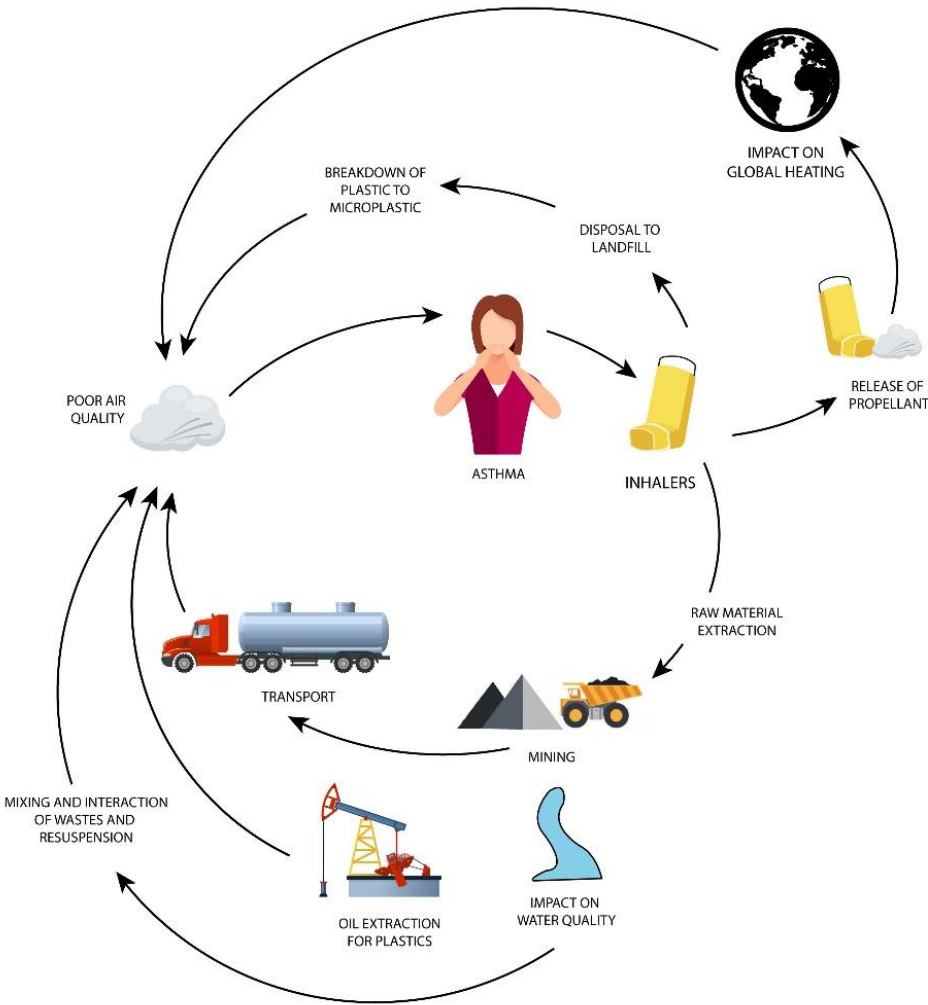 IMPACT ON
GLOBAL HEATING
BREAKDOWN OF
PLASTIC TO
MICROPLASTIC
DISPOSAL TO
LANDFILL
POOR AIR
QUALITY
ASTHMA
INHALERS
RELEASE OF
PROPELLANT
RAW MATERIAL
EXTRACTION
TRANSPORT
MINING
MIXING AND INTERACTION
OF WASTES AND
RESUSPENSION
OIL EXTRACTION
FOR PLASTICS
IMPACT ON
WATER QUALITY